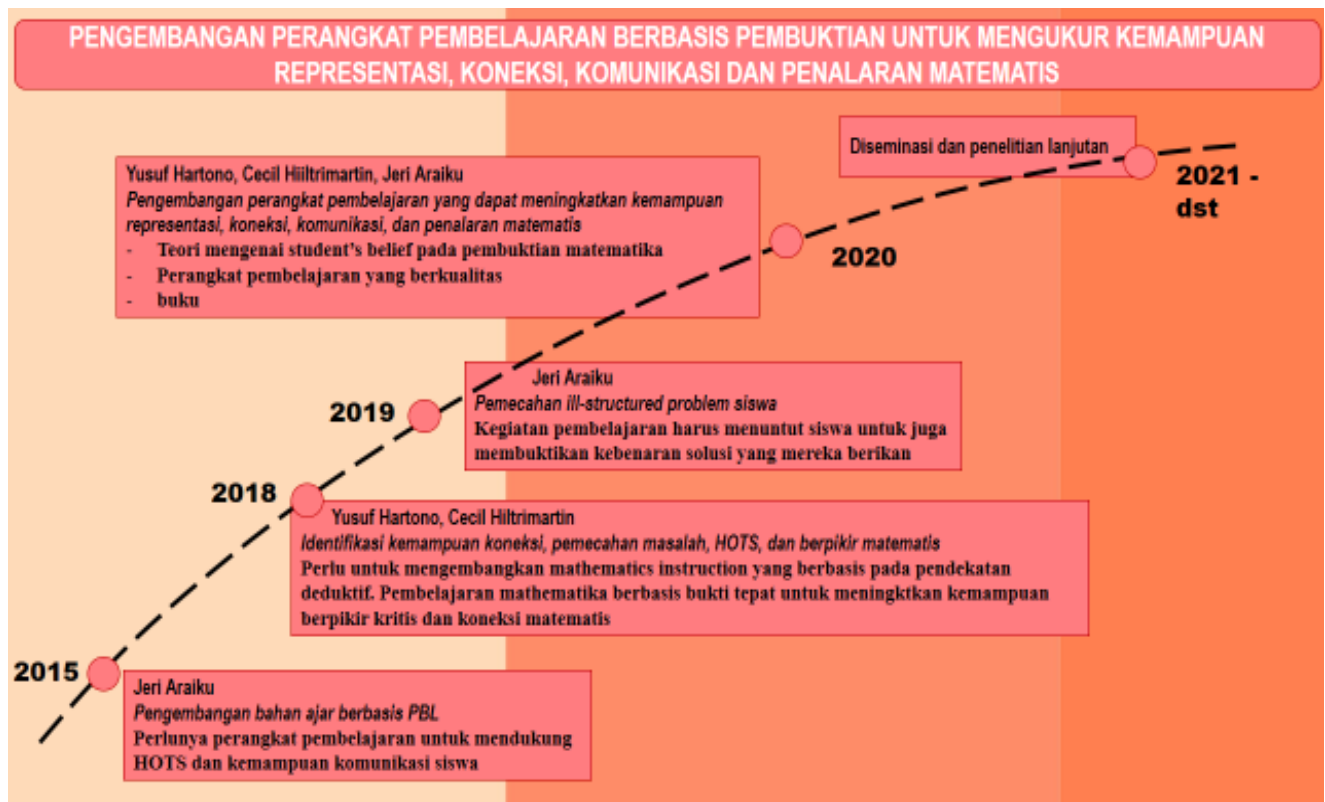 PENGEMBANGAN PERANGKAT PEMBELAJARAN BERBASIS PEMBUKTIAN UNTUK MENGUKUR KEMAMPUAN
REPRESENTASI, KONEKSI, KOMUNIKASI DAN PENALARAN MATEMATIS
Diseminasi dan penelitian lanjutan
2021 -
dst
Yusuf Hartono, Cecil Hiiltrimartin, Jeri Araiku
Pengembangan perangkat pembelajaran yang dapat meningkatkan kemampuan
representasi, koneksi, komunikasi, dan penalaran matematis
- Teori mengenai student's belief pada pembuktian matematika
- Perangkat pembelajaran yang berkualitas
- buku
2020
2019
Jeri Araiku
Pemecahan ill-structured problem siswa
Kegiatan pembelajaran harus menuntut siswa untuk juga
membuktikan kebenaran solusi yang mereka berikan
2018
Yusuf Hartono, Cecil Hiltrimartin
Identifikasi kemampuan koneksi, pemecahan masalah, HOTS, dan berpikir matematis
Perlu untuk mengembangkan mathematics instruction yang berbasis pada pendekatan
deduktif. Pembelajaran mathematika berbasis bukti tepat untuk meningktkan kemampuan
berpikir kritis dan koneksi matematis
2015
Jeri Araiku
Pengembangan bahan ajar berbasis PBL
Perlunya perangkat pembelajaran untuk mendukung
HOTS dan kemampuan komunikasi siswa